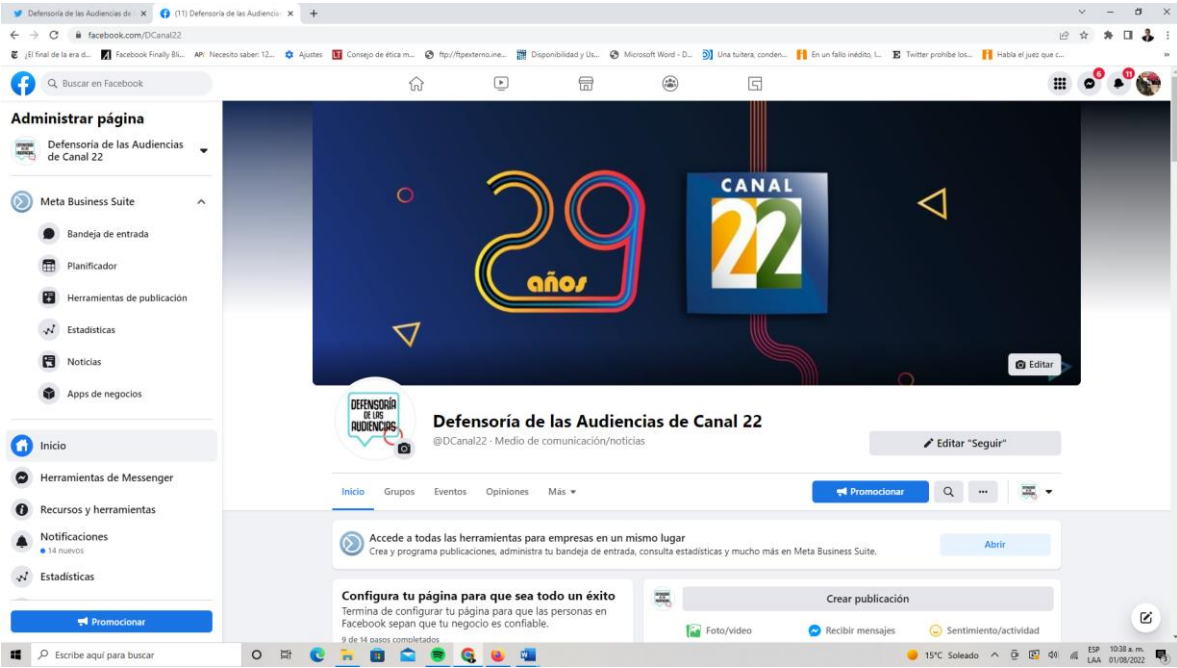 Defensoría de las Audiencias de
(11) Defensoría de las Audiencia
facebook.com/DCanal22
¿El final de la era d...
Facebook Finally Bli...
Necesito saber: 12...
Ajustes
Consejo de ética m...
ftp://ftpexterno.ine...
Disponibilidad y Us...
Microsoft Word - D...
Una tuitera, conden...
En un fallo inédito, L...
Twitter prohíbe los...
Habla el juez que c...
Buscar en Facebook
6
11
Administrar página
Defensoría de las Audiencias
de Canal 22
Meta Business Suite
Bandeja de entrada
Planificador
Herramientas de publicación
Estadísticas
Noticias
Apps de negocios
Inicio
Herramientas de Messenger
Recursos y herramientas
Notificaciones
14 nuevos
Estadísticas
Promocionar
29
años
CANAL
22
Editar
DEFENSORÍA
DE LAS
AUDIENCIAS
Defensoría de las Audiencias de Canal 22
@DCanal22 · Medio de comunicación/noticias
Editar "Seguir"
Inicio
Grupos
Eventos
Opiniones
Más
Promocionar
Accede a todas las herramientas para empresas en un mismo lugar
Crea y programa publicaciones, administra tu bandeja de entrada, consulta estadísticas y mucho más en Meta Business Suite.
Abrir
Configura tu página para que sea todo un éxito
Termina de configurar tu página para que las personas en
Facebook sepan que tu negocio es confiable.
9 de 14 pasos completados
Crear publicación
Foto/video
Recibir mensajes
Sentimiento/actividad
Escribe aquí para buscar
15°C Soleado
ESP
LAA
10:38 a. m.
01/08/2022